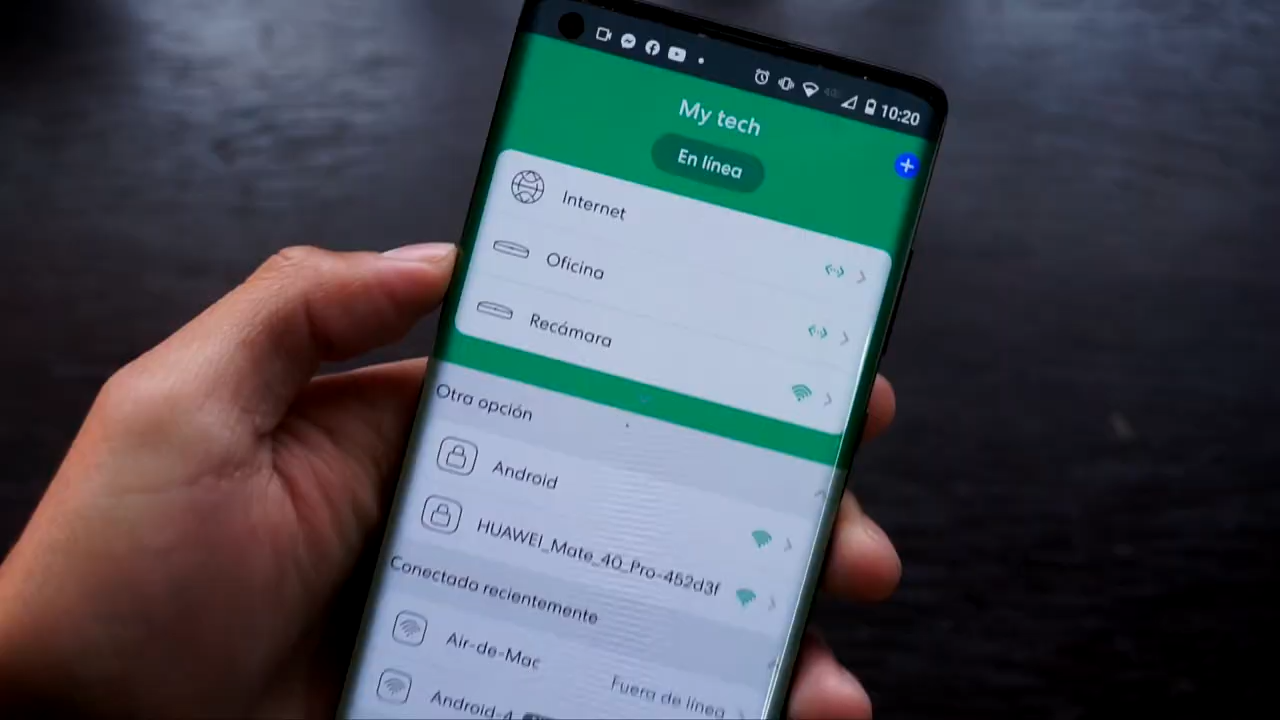 10:20
My tech
En línea
Internet
Oficina
Recámara
Otra opción
Android
HUAWEI_Mate_40_Pro-452d3f
Conectado recientemente
Air-de-Mac
Fuera de línea
Android-4